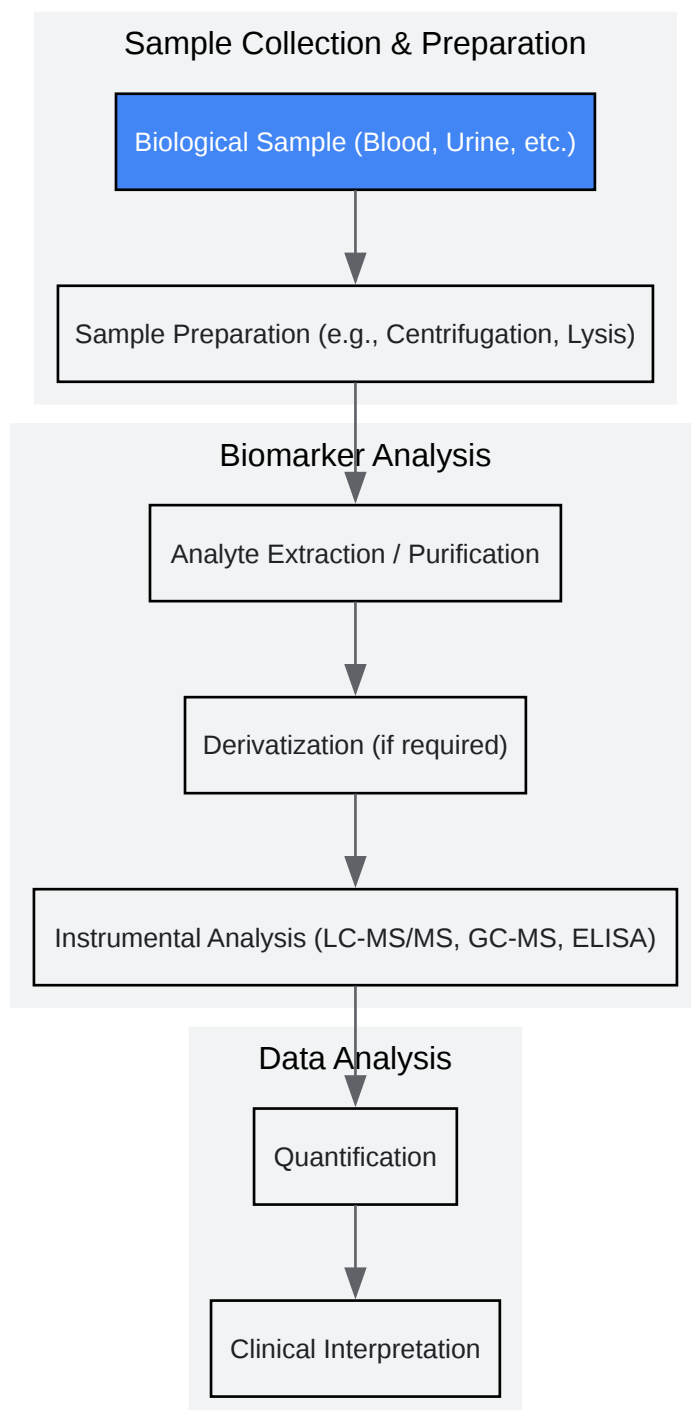 Sample Collection & Preparation
Biological Sample (Blood, Urine, etc.)
Sample Preparation (e.g., Centrifugation, Lysis)
Biomarker Analysis
Analyte Extraction / Purification
Derivatization (if required)
Instrumental Analysis (LC-MS/MS, GC-MS, ELISA)
Data Analysis
Quantification
Clinical Interpretation